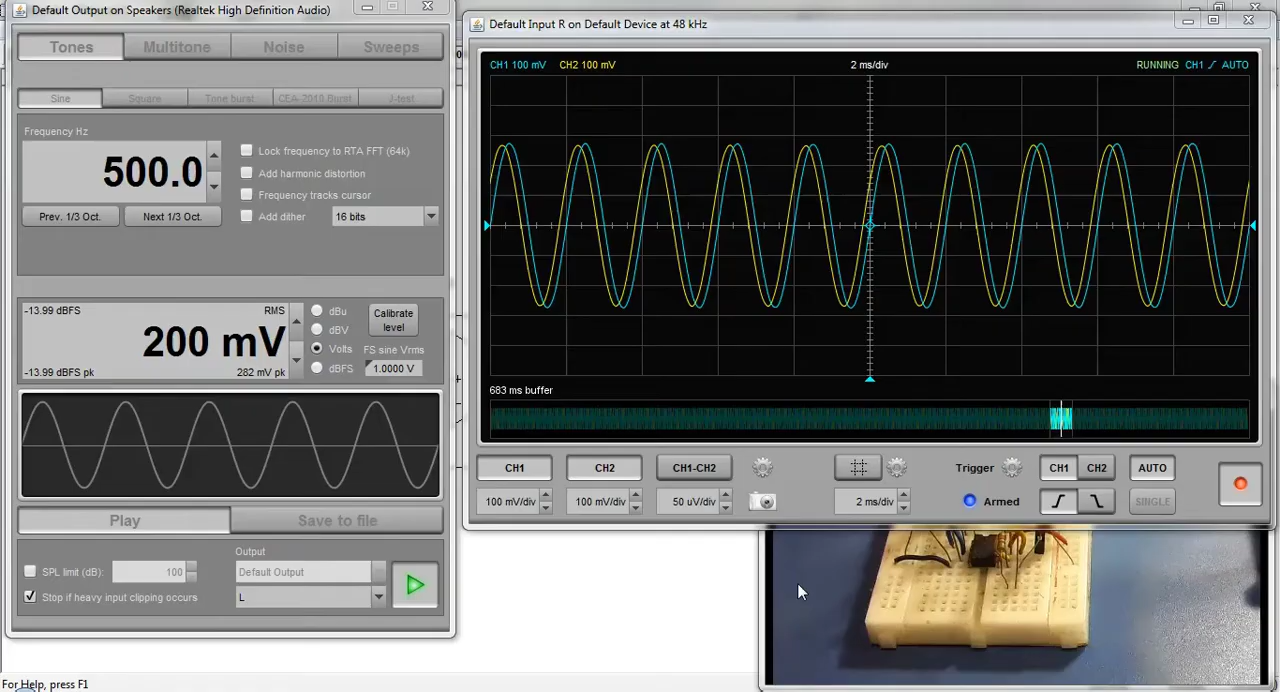 Default Output on Speakers (Realtek High Definition Audio)
Tones Multitone Noise Sweeps
Sine Square Tone burst CEA-2010 Burst J-test
Frequency Hz
500.0
Prev. 1/3 Oct. Next 1/3 Oct.
Lock frequency to RTA FFT (64k)
Add harmonic distortion
Frequency tracks cursor
Add dither 16 bits
-13.99 dBFS RMS
200 mV
-13.99 dBFS pk 282 mV pk
dBu
dBV
Volts
dBFS
Calibrate
level
FS sine Vrms
1.0000 V
Play Save to file
SPL limit (dB): 100
Stop if heavy input clipping occurs
Output
Default Output
L
For Help, press F1
Default Input R on Default Device at 48 kHz
CH1 100 mV CH2 100 mV 2 ms/div RUNNING CH1 AUTO
683 ms buffer
CH1 CH2 CH1-CH2 Trigger CH1 CH2 AUTO
100 mV/div 100 mV/div 50 uV/div 2 ms/div Armed SINGLE